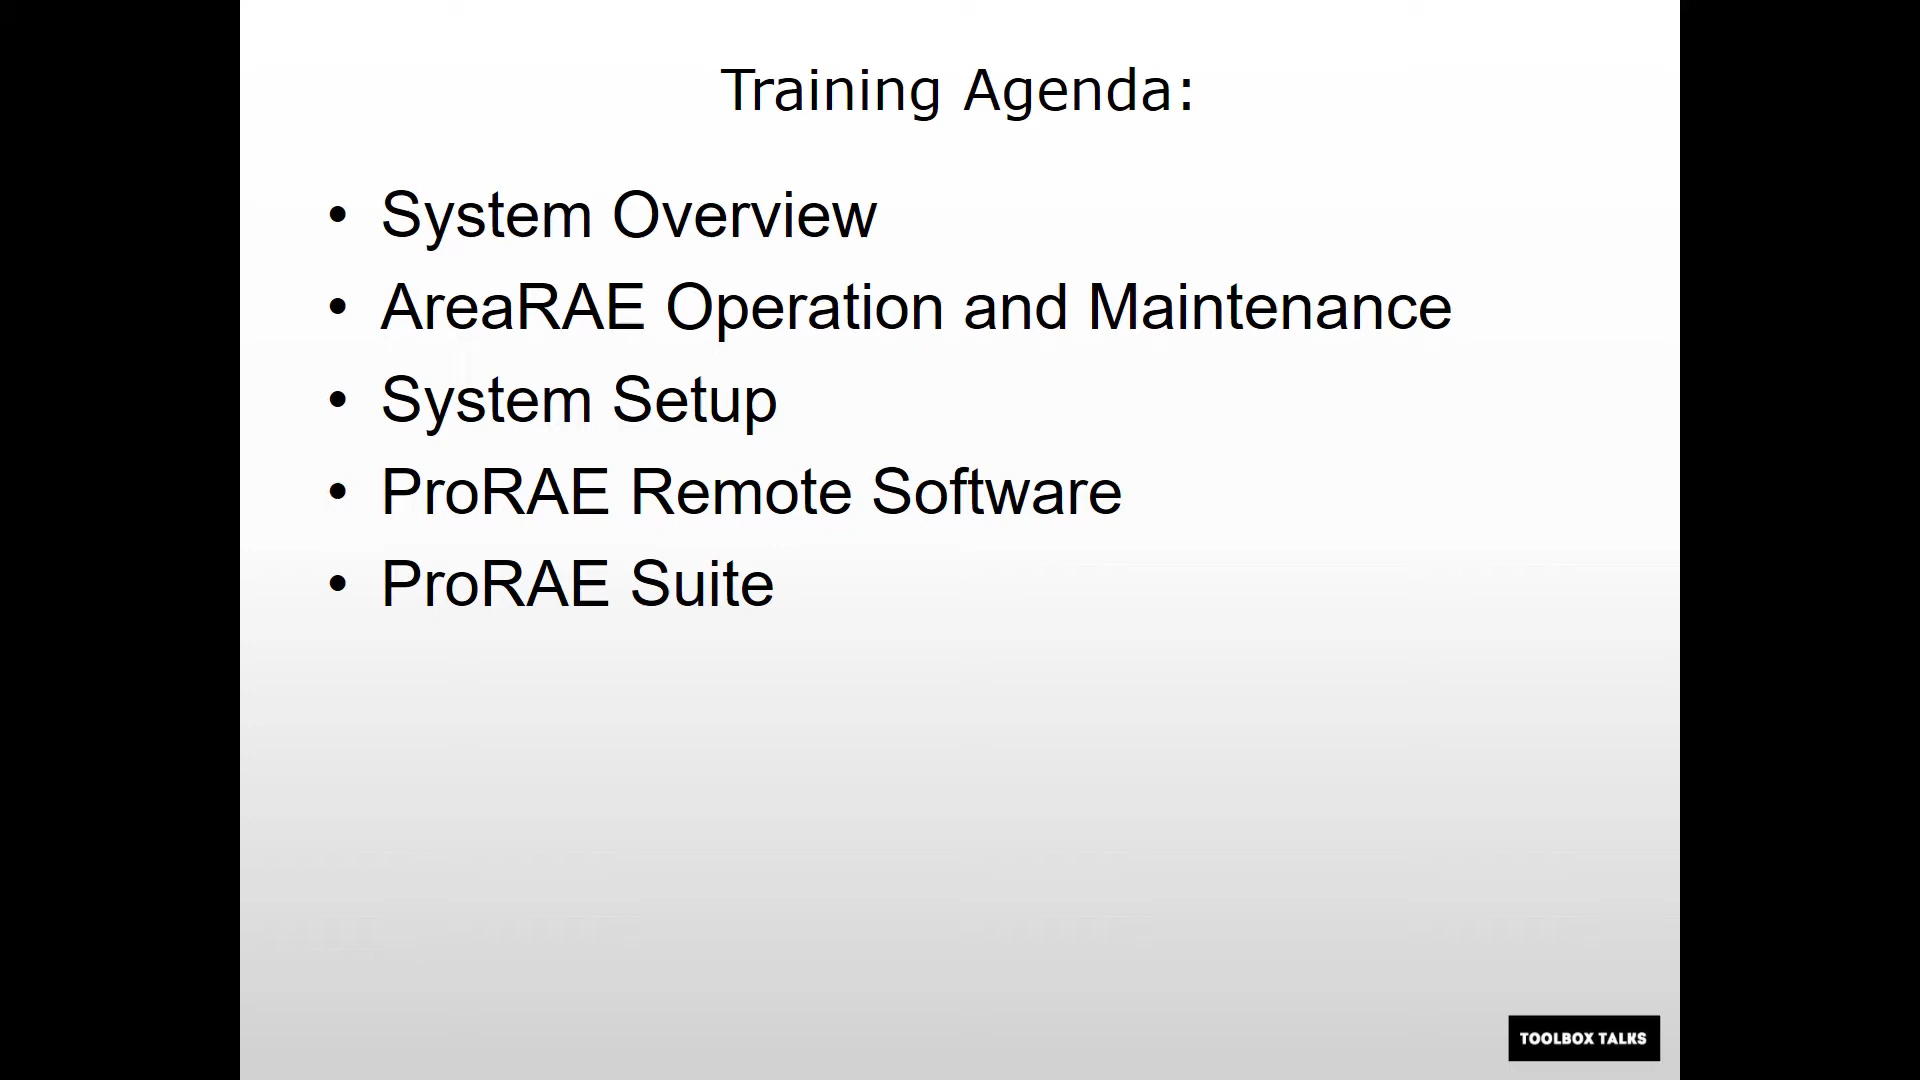 Training Agenda:
• System Overview
• AreaRAE Operation and Maintenance
• System Setup
• ProRAE Remote Software
• ProRAE Suite
TOOLBOX TALKS